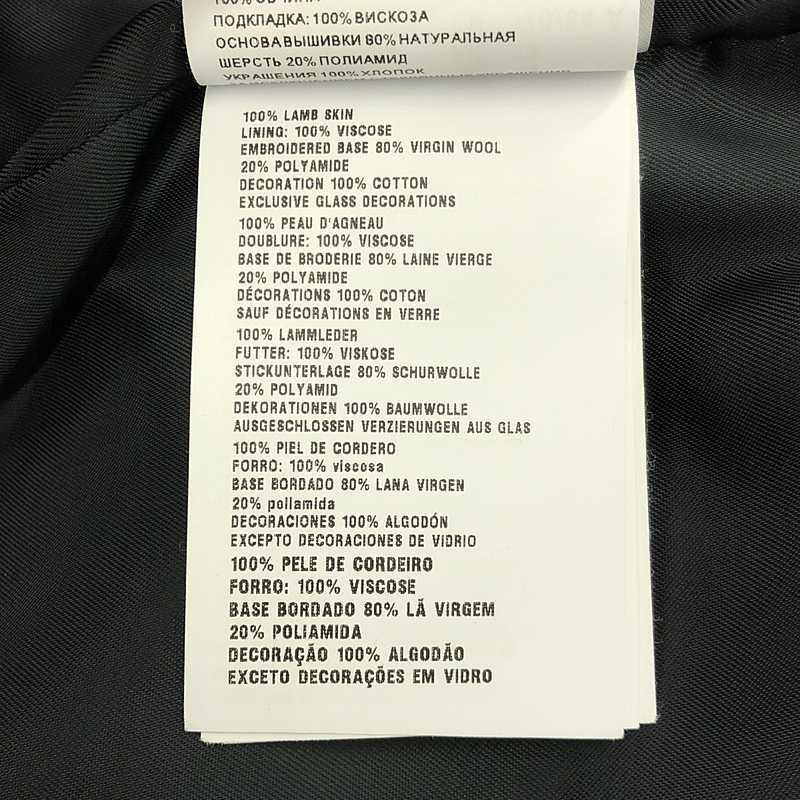 ПОДКЛАДКА: 100% ВИСКОЗА
ОСНОВА ВЫШИВКИ 80% НАТУРАЛЬНАЯ
ШЕРСТЬ 20% ПОЛИАМИД
УКРАШЕНИЯ 100% ХЛОПОК
100% LAMB SKIN
LINING: 100% VISCOSE
EMBROIDERED BASE 80% VIRGIN WOOL
20% POLYAMIDE
DECORATION 100% COTTON
EXCLUSIVE GLASS DECORATIONS
100% PEAU D'AGNEAU
DOUBLURE: 100% VISCOSE
BASE DE BRODERIE 80% LAINE VIERGE
20% POLYAMIDE
DÉCORATIONS 100% COTON
SAUF DÉCORATIONS EN VERRE
100% LAMMLEDER
FUTTER: 100% VISKOSE
STICKUNTERLAGE 80% SCHURWOLLE
20% POLYAMID
DEKORATIONEN 100% BAUMWOLLE
AUSGESCHLOSSEN VERZIERUNGEN AUS GLAS
100% PIEL DE CORDERO
FORRO: 100% viscosa
BASE BORDADO 80% LANA VIRGEN
20% poliamida
DECORACIONES 100% ALGODÓN
EXCEPTO DECORACIONES DE VIDRIO
100% PELE DE CORDEIRO
FORRO: 100% VISCOSE
BASE BORDADO 80% LÃ VIRGEM
20% POLIAMIDA
DECORAÇÃO 100% ALGODÃO
EXCETO DECORAÇÕES EM VIDRO